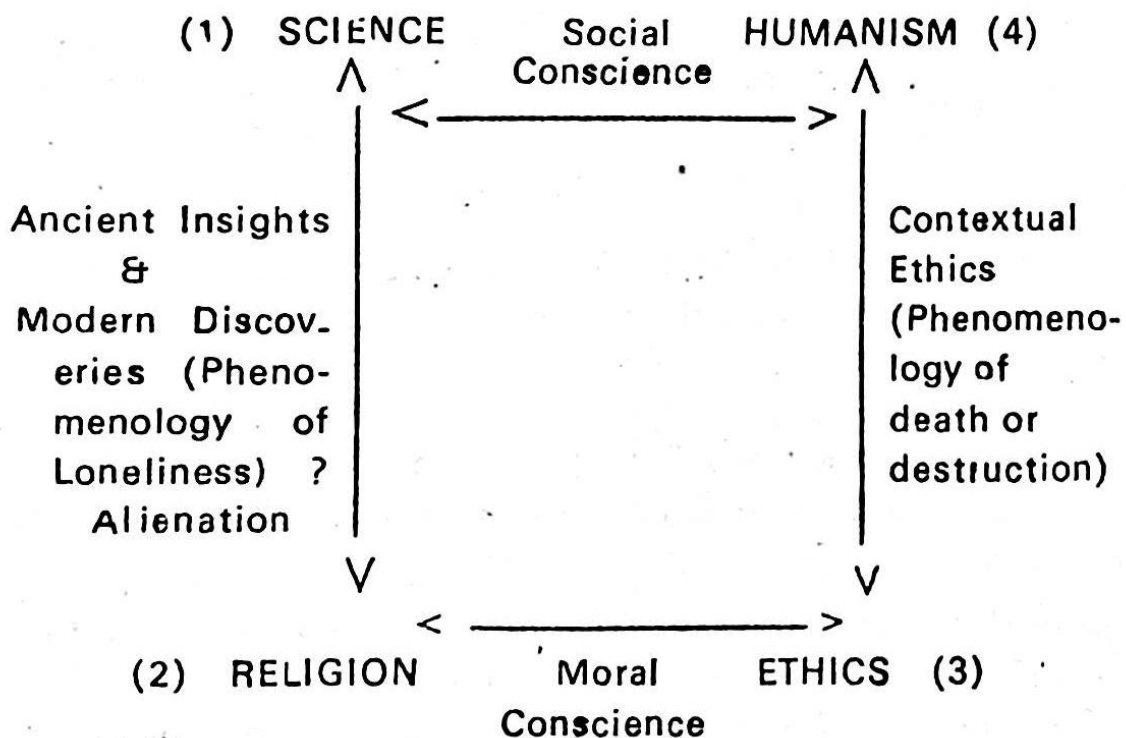 (1) SCIENCE Social HUMANISM (4)
Conscience
Ancient Insights
&
Modern Discov-
eries (Pheno-
menology of
Loneliness) ?
Alienation
Contextual
Ethics
(Phenomeno-
logy of
death or
destruction)
(2) RELIGION Moral ETHICS (3)
Conscience